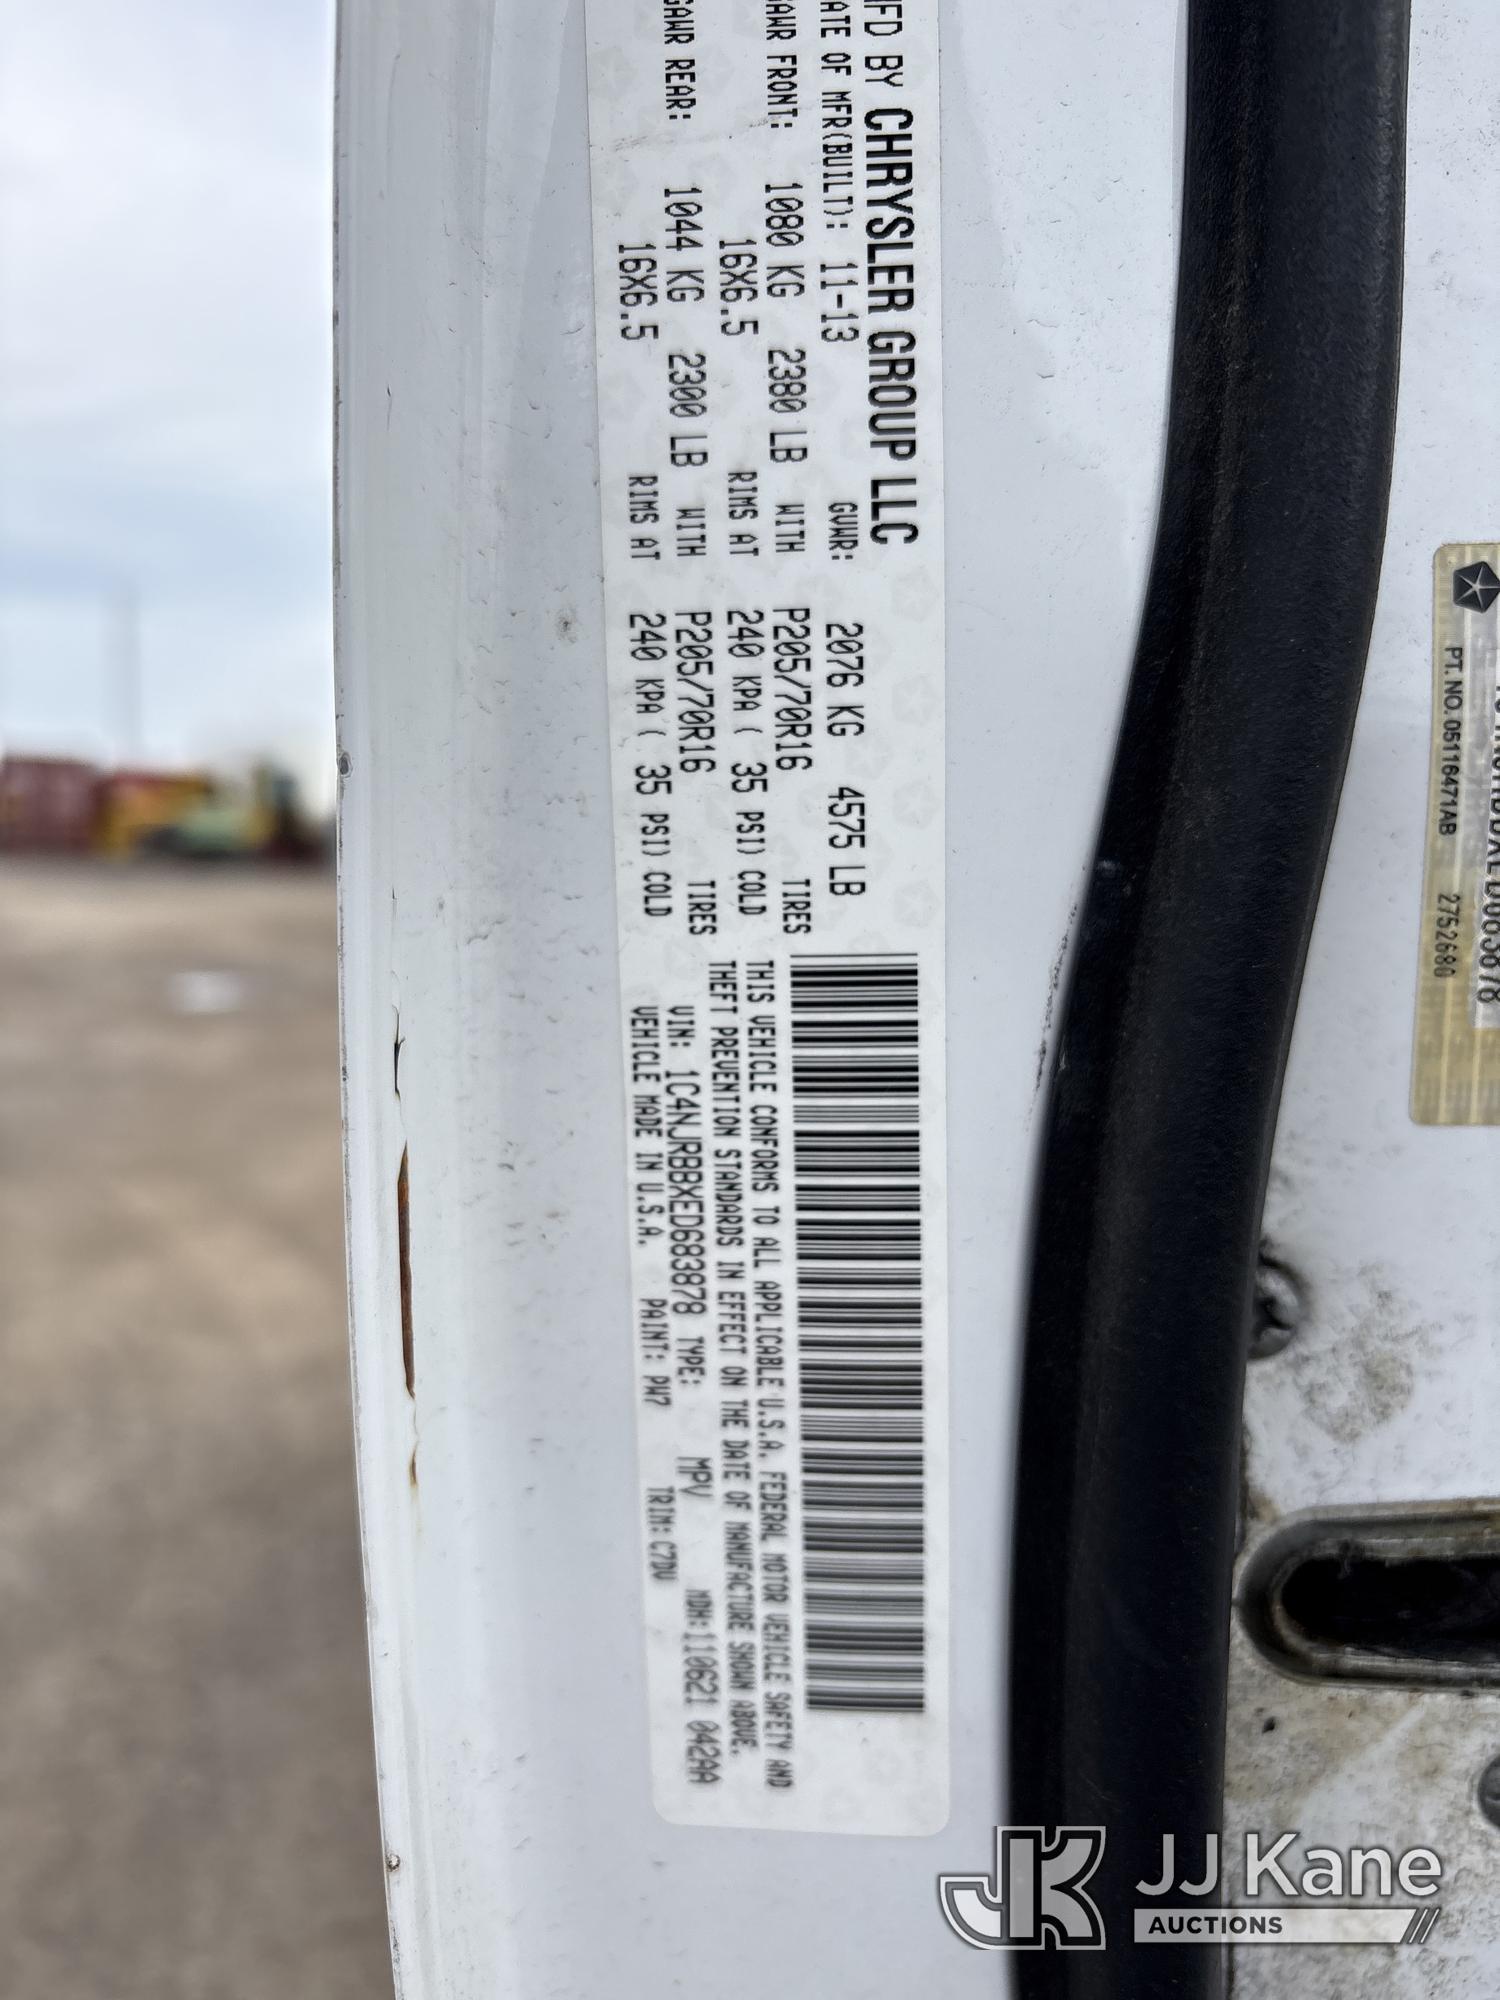 MFD BY CHRYSLER GROUP LLC
DATE OF MFR(BUILT): 11-13 GVWR: 2076 KG 4575 LB
GAWR FRONT: 1080 KG 2380 LB WITH P205/70R16 TIRES
16X6.5 RIMS AT 240 KPA( 35 PSI) COLD
GAWR REAR: 1044 KG 2300 LB WITH P205/70R16 TIRES
16X6.5 RIMS AT 240 KPA( 35 PSI) COLD
THIS VEHICLE CONFORMS TO ALL APPLICABLE U.S.A. FEDERAL MOTOR VEHICLE SAFETY AND
THEFT PREVENTION STANDARDS IN EFFECT ON THE DATE OF MANUFACTURE SHOWN ABOVE.
VIN: 1C4NJRBBXED683878 TYPE: MPV MDH:110621 042AA
VEHICLE MADE IN U.S.A. PAINT: PW7 TRIM: C7DV
PT. NO. 05116471AB 2752680
JK JJ Kane
AUCTIONS